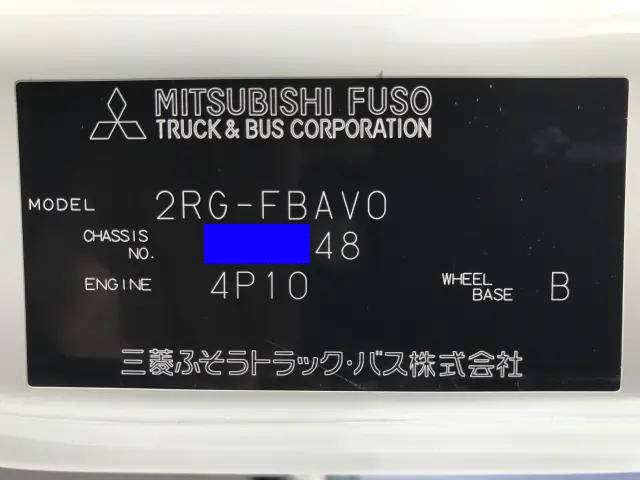 MITSUBISHI FUSO
TRUCK & BUS CORPORATION
MODEL 2RG-FBAV0
CHASSIS NO. 48
ENGINE 4P10 WHEEL BASE B
三菱ふそうトラック・バス株式会社